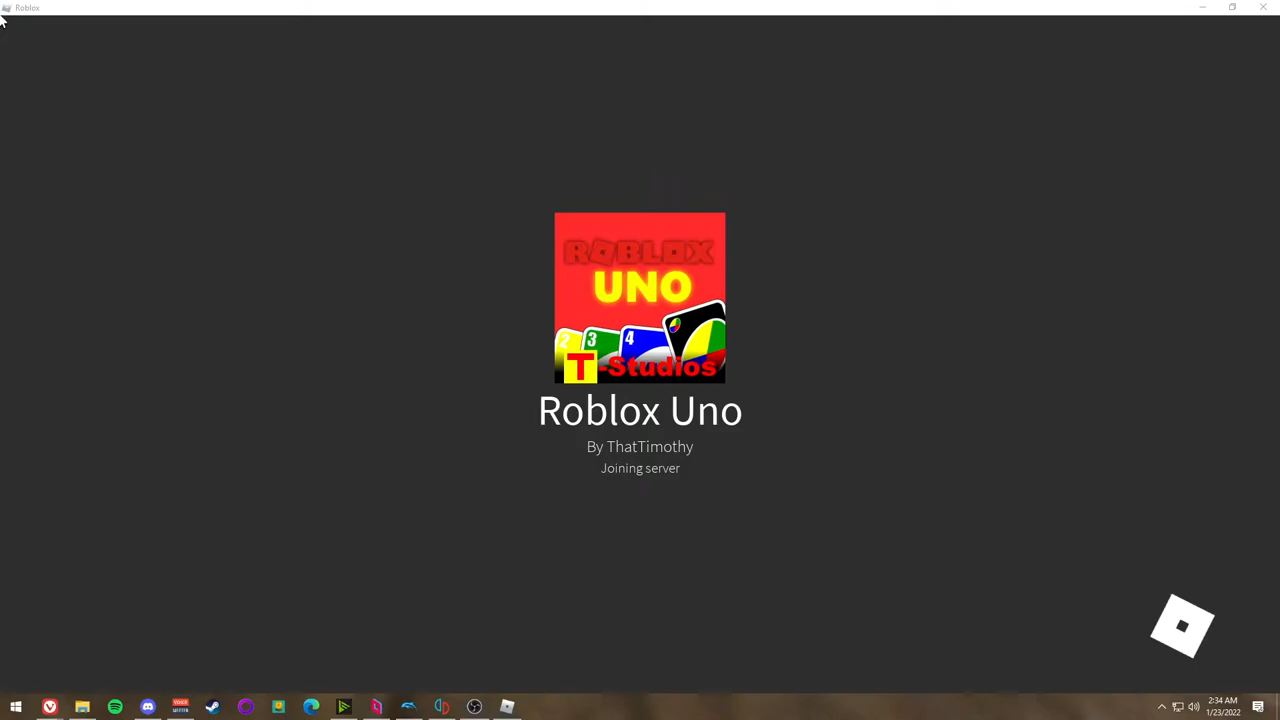 Roblox
ROBLOX
UNO
2
3
4
T-Studios
Roblox Uno
By ThatTimothy
Joining server
2:34 AM
1/23/2022